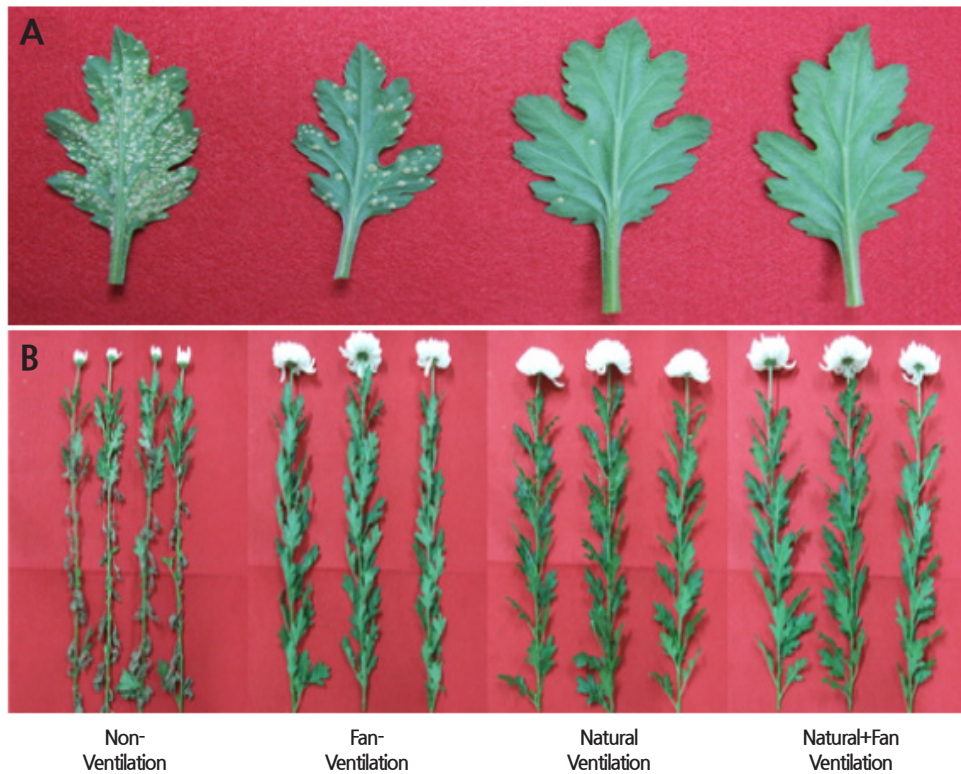 A
B
Non-
Ventilation
Fan-
Ventilation
Natural
Ventilation
Natural+Fan
Ventilation